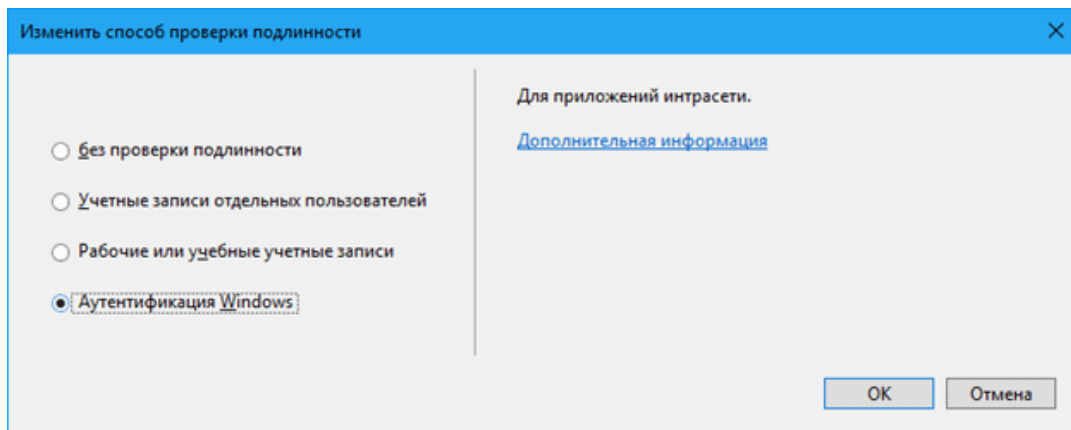 Изменить способ проверки подлинности
Для приложений интрасети.
Дополнительная информация
без проверки подлинности
Учетные записи отдельных пользователей
Рабочие или учебные учетные записи
Аутентификация Windows
OK
Отмена